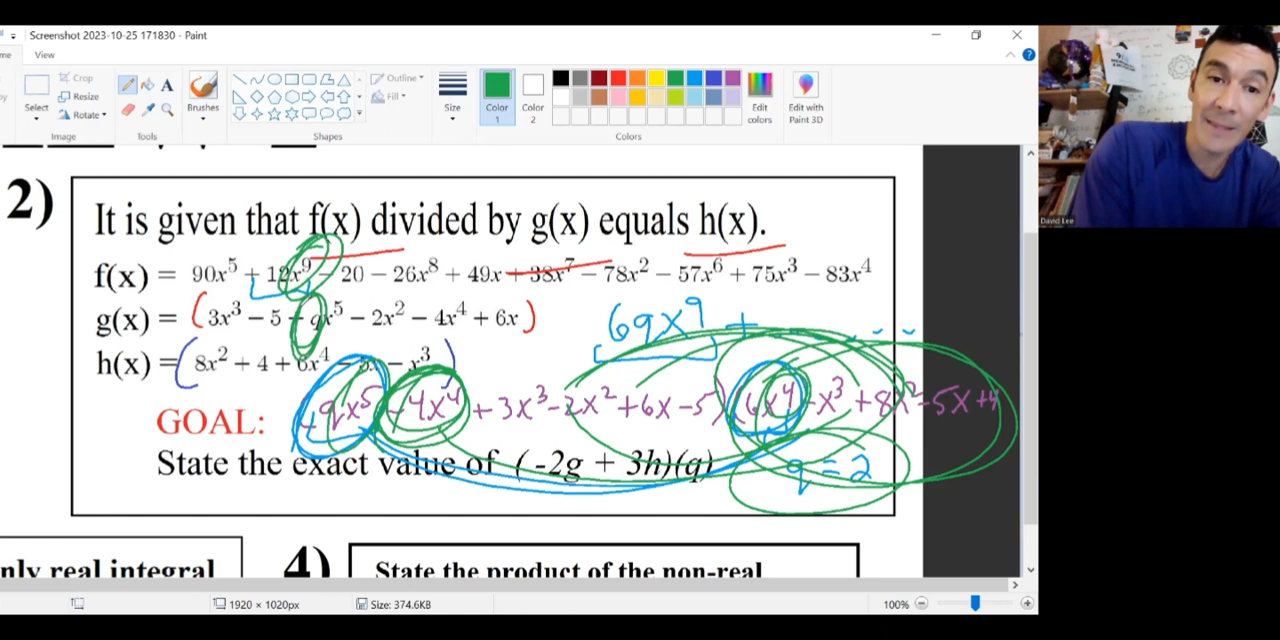 Screenshot 2023-10-25 171830 - Paint
View
Crop
Resize
Rotate
Select
Brushes
Outline
Fill
Size
Color 1
Color 2
Edit colors
Edit with Paint 3D
Image
Tools
Shapes
Colors
David Lee
2)
It is given that f(x) divided by g(x) equals h(x).
f(x) = 90x⁵ + 12x⁹ - 20 - 26x⁸ + 49x - 38x⁷ - 78x² - 57x⁶ + 75x³ - 83x⁴
g(x) = (3x³ - 5 + qx⁵ - 2x² - 4x⁴ + 6x)
6qx⁹ + ......
h(x) = (8x² + 4 + 6x⁴ - 5x - x³)
+qx⁵ - 4x⁴ + 3x³ - 2x² + 6x - 5)(6x⁴ - x³ + 8x² - 5x + 4
GOAL:
State the exact value of (-2g + 3h)(q)
q = 2
nly real integral
4)
State the product of the non-real
1920 × 1020px
Size: 374.6KB
100%